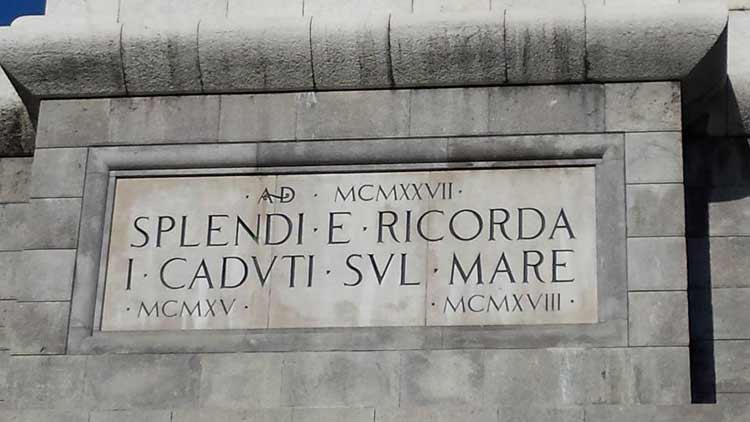 · AD · MCMXXVII ·
SPLENDI · E · RICORDA
I · CADVTI · SVL · MARE
· MCMXV · · MCMXVIII ·